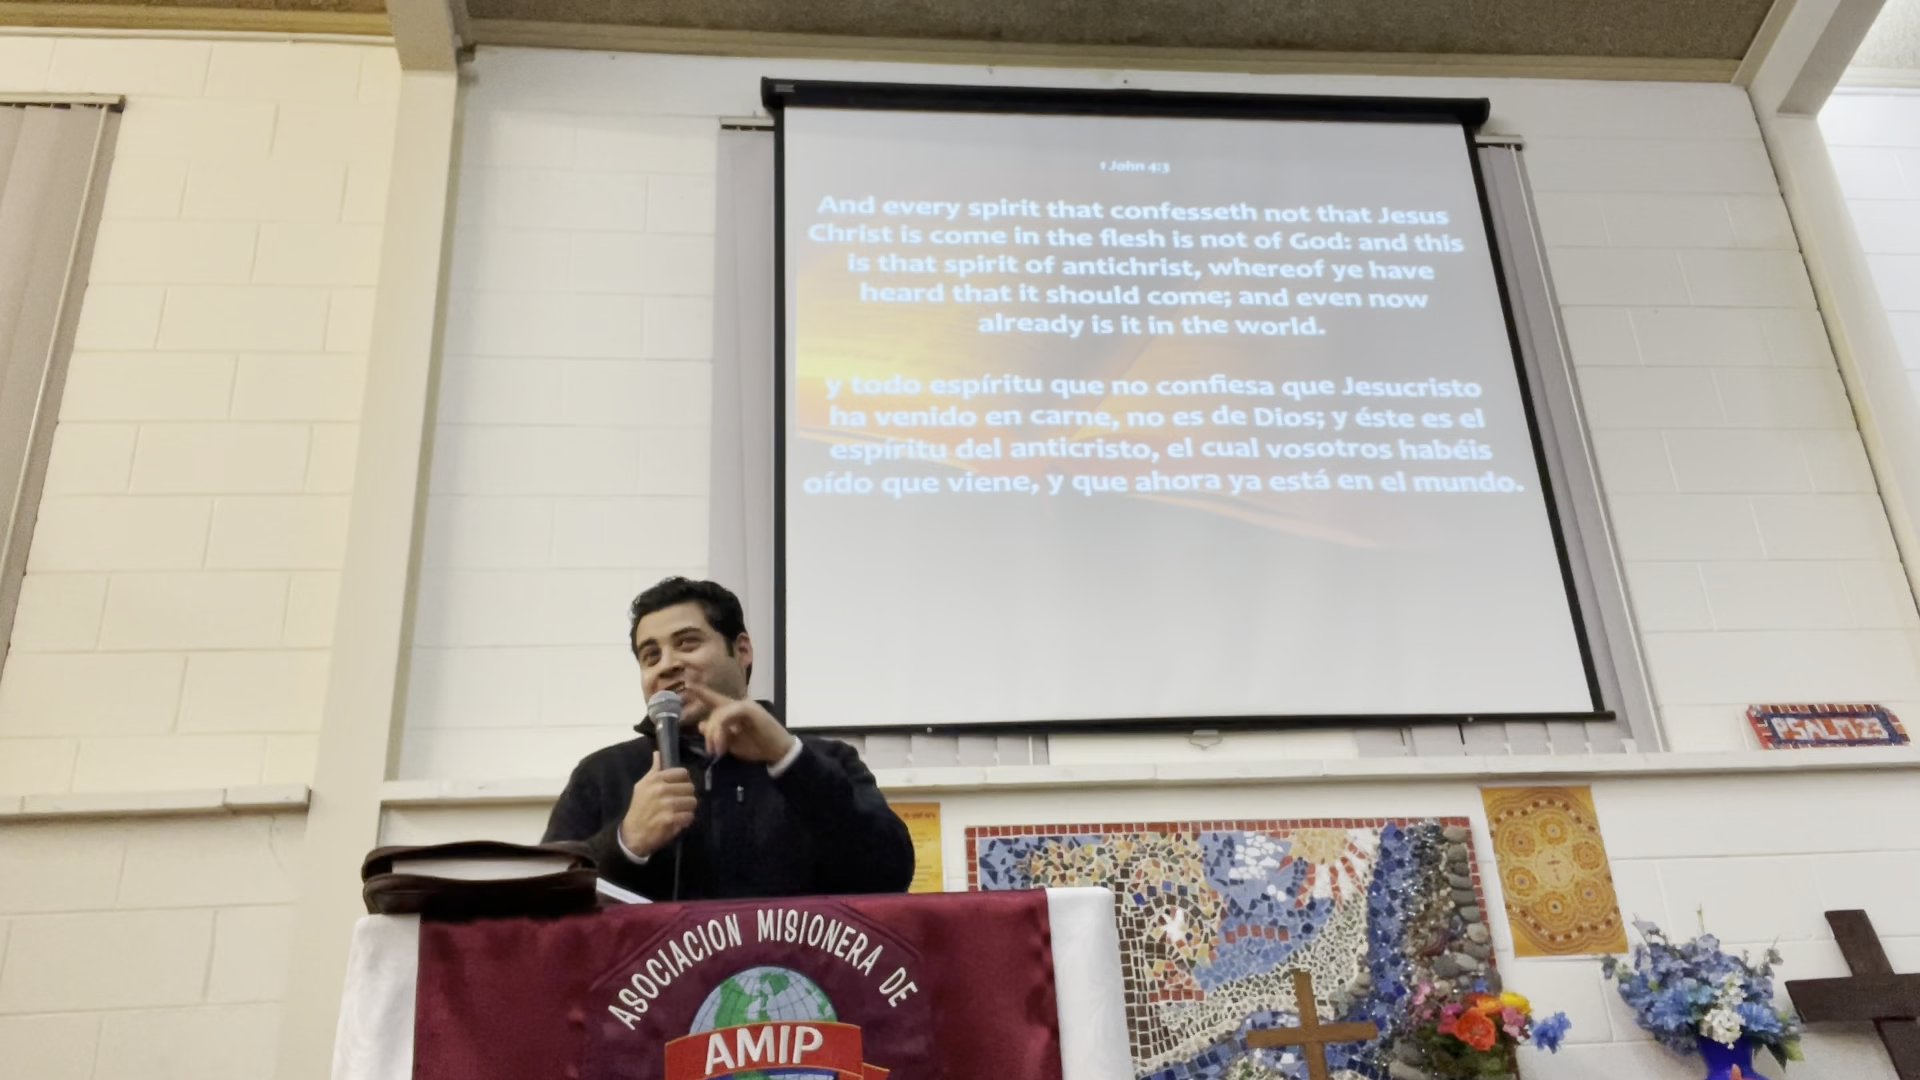 1 John 4:3
And every spirit that confesseth not that Jesus
Christ is come in the flesh is not of God: and this
is that spirit of antichrist, whereof ye have
heard that it should come; and even now
already is it in the world.
y todo espíritu que no confiesa que Jesucristo
ha venido en carne, no es de Dios; y éste es el
espíritu del anticristo, el cual vosotros habéis
oído que viene, y que ahora ya está en el mundo.
PSALM 23
ASOCIACION MISIONERA DE
AMIP